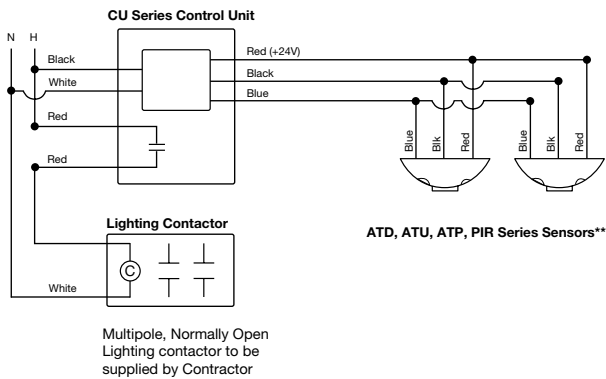 CU Series Control Unit
N H
Black
White
Red
Red
Red (+24V)
Black
Blue
Blue
Blk
Red
Blue
Blk
Red
ATD, ATU, ATP, PIR Series Sensors**
Lighting Contactor
C
White
Multipole, Normally Open
Lighting contactor to be
supplied by Contractor